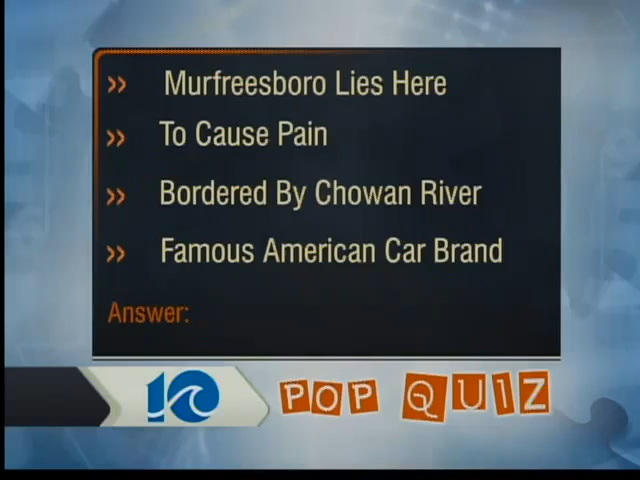 >> Murfreesboro Lies Here
>> To Cause Pain
>> Bordered By Chowan River
>> Famous American Car Brand
Answer:
10 POP QUIZ